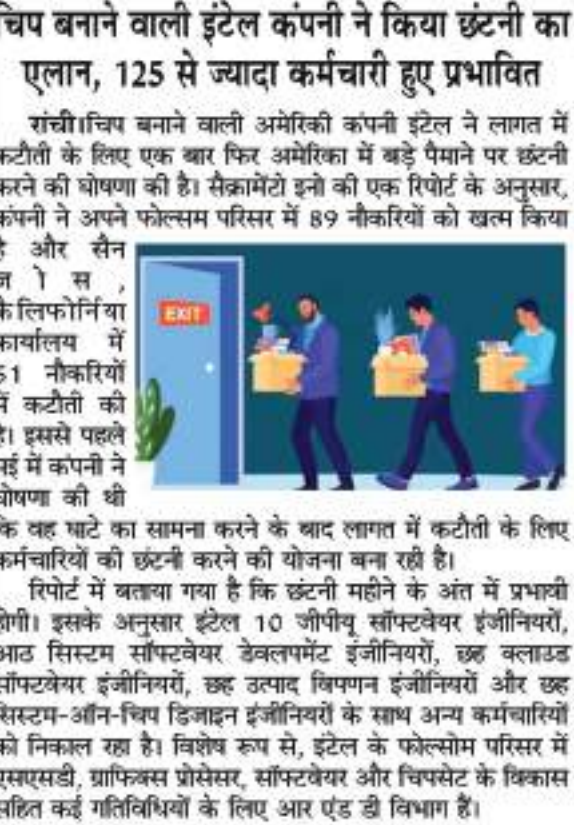 चिप बनाने वाली इंटेल कंपनी ने किया छंटनी का
एलान, 125 से ज्यादा कर्मचारी हुए प्रभावित
रांची।चिप बनाने वाली अमेरिकी कंपनी इंटेल ने लागत में
कटौती के लिए एक बार फिर अमेरिका में बड़े पैमाने पर छंटनी
करने की घोषणा की है। सैक्रामेंटो इनो की एक रिपोर्ट के अनुसार,
कंपनी ने अपने फोल्सम परिसर में 89 नौकरियों को खत्म किया
है और सैन
जोस,
कैलिफोर्निया
कार्यालय में
51 नौकरियों
में कटौती की
है। इससे पहले
मई में कंपनी ने
घोषणा की थी
EXIT
कि वह घाटे का सामना करने के बाद लागत में कटौती के लिए
कर्मचारियों की छंटनी करने की योजना बना रही है।
रिपोर्ट में बताया गया है कि छंटनी महीने के अंत में प्रभावी
होगी। इसके अनुसार इंटेल 10 जीपीयू सॉफ्टवेयर इंजीनियरों,
आठ सिस्टम सॉफ्टवेयर डेवलपमेंट इंजीनियरों, छह क्लाउड
सॉफ्टवेयर इंजीनियरों, छह उत्पाद विपणन इंजीनियरों और छह
सिस्टम-ऑन-चिप डिजाइन इंजीनियरों के साथ अन्य कर्मचारियों
को निकाल रहा है। विशेष रूप से, इंटेल के फोल्सोम परिसर में
एसएसडी, ग्राफिक्स प्रोसेसर, सॉफ्टवेयर और चिपसेट के विकास
सहित कई गतिविधियों के लिए आर एंड डी विभाग हैं।